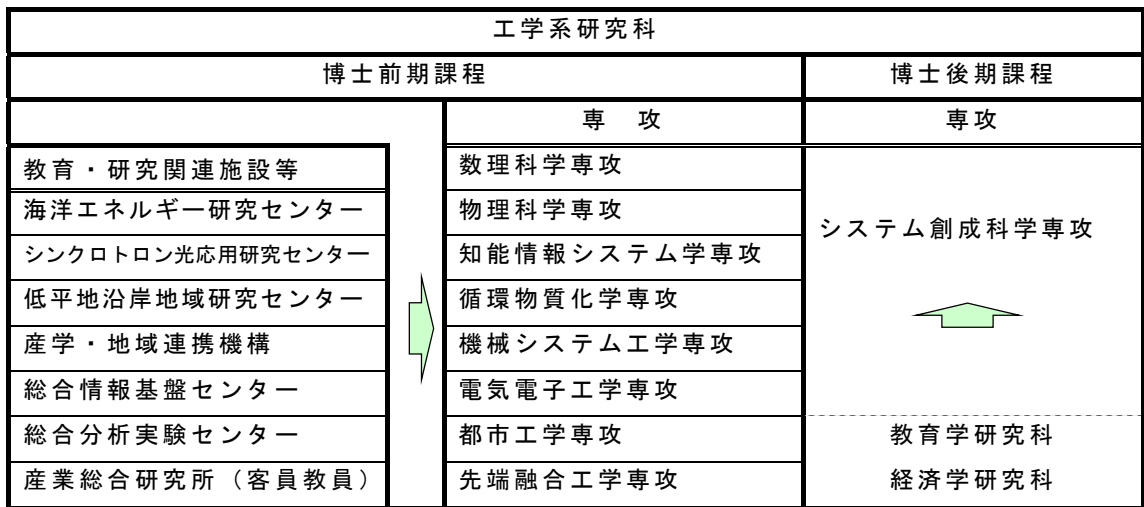 工学系研究科
博士前期課程 博士後期課程
専 攻 専攻
教育・研究関連施設等 数理科学専攻
海洋エネルギー研究センター 物理科学専攻
システム創成科学専攻
シンクロトロン光応用研究センター 知能情報システム学専攻
低平地沿岸地域研究センター 循環物質化学専攻
産学・地域連携機構 機械システム工学専攻
総合情報基盤センター 電気電子工学専攻
総合分析実験センター 都市工学専攻 教育学研究科
産業総合研究所（客員教員） 先端融合工学専攻 経済学研究科